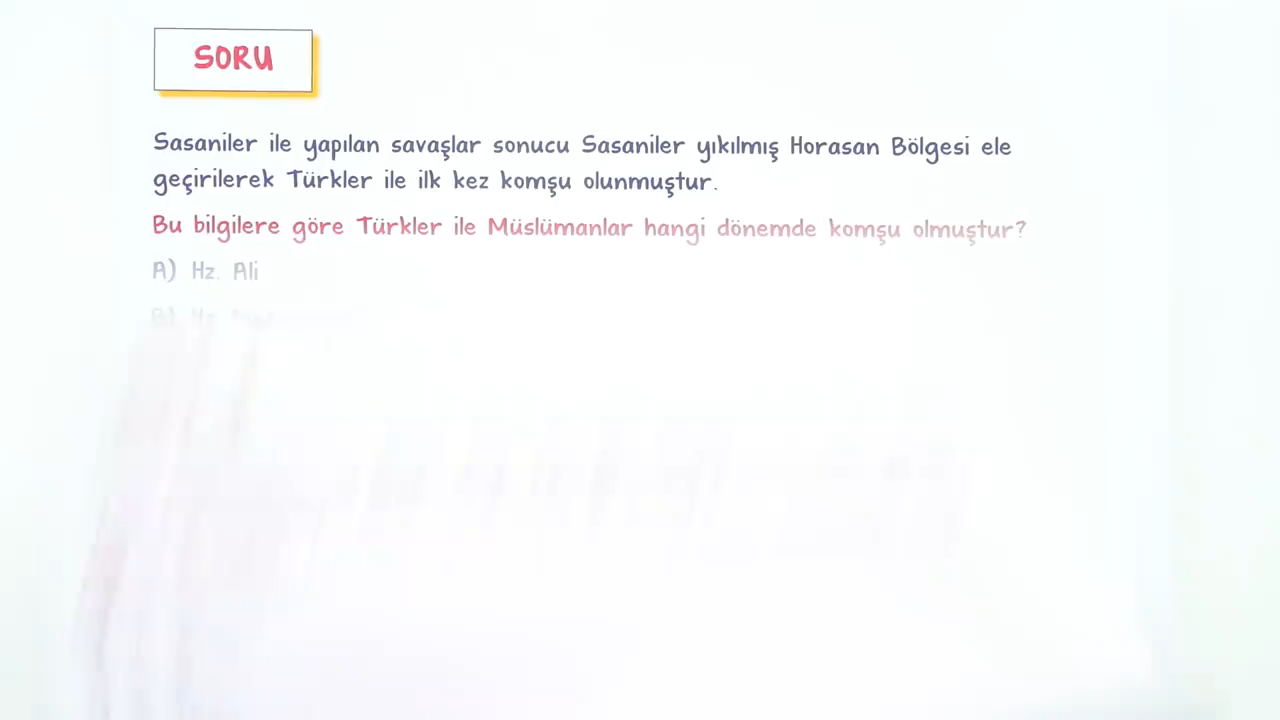 SORU
Sasaniler ile yapılan savaşlar sonucu Sasaniler yıkılmış Horasan Bölgesi ele
geçirilerek Türkler ile ilk kez komşu olunmuştur.
Bu bilgilere göre Türkler ile Müslümanlar hangi dönemde komşu olmuştur?
A) Hz. Ali
B) Hz.